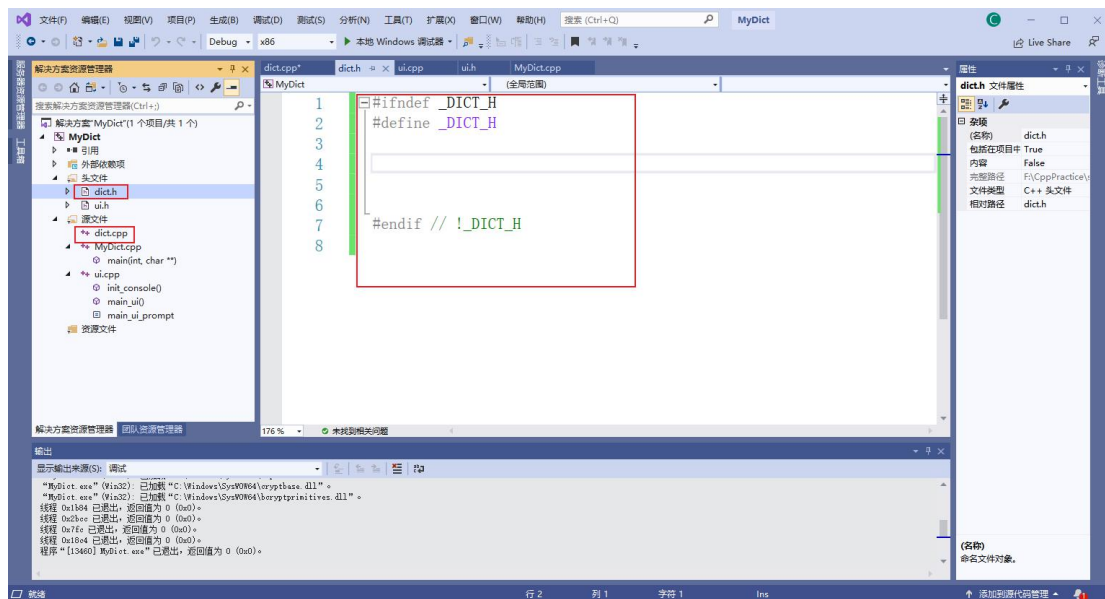 文件(F) 编辑(E) 视图(V) 项目(P) 生成(B) 调试(D) 测试(S) 分析(N) 工具(T) 扩展(X) 窗口(W) 帮助(H) 搜索 (Ctrl+Q) MyDict C
Debug x86 本地 Windows 调试器 Live Share
解决方案资源管理器
搜索解决方案资源管理器(Ctrl+;)
解决方案"MyDict"(1 个项目/共 1 个)
MyDict
引用
外部依赖项
头文件
dict.h
ui.h
源文件
dict.cpp
MyDict.cpp
main(int, char **)
ui.cpp
init_console()
main_ui()
main_ui_prompt
资源文件
解决方案资源管理器 团队资源管理器
dict.cpp* dict.h ui.cpp ui.h MyDict.cpp
MyDict (全局范围)
1 #ifndef _DICT_H
2 #define _DICT_H
3
4
5
6
7 #endif // !_DICT_H
8
176 % 未找到相关问题
属性
dict.h 文件属性
杂项
(名称) dict.h
包括在项目中 True
内容 False
完整路径 F:\CppPractice\s
文件类型 C++ 头文件
相对路径 dict.h
(名称)
命名文件对象。
输出
显示输出来源(S): 调试
"MyDict.exe"(Win32): 已加载"C:\Windows\SysWOW64\cryptbase.dll"。
"MyDict.exe"(Win32): 已加载"C:\Windows\SysWOW64\bcryptprimitives.dll"。
线程 0x1b84 已退出,返回值为 0 (0x0)。
线程 0x2bcc 已退出,返回值为 0 (0x0)。
线程 0x7fc 已退出,返回值为 0 (0x0)。
线程 0x18c4 已退出,返回值为 0 (0x0)。
程序"[13460] MyDict.exe"已退出,返回值为 0 (0x0)。
就绪 行 2 列 1 字符 1 Ins 添加到源代码管理 1